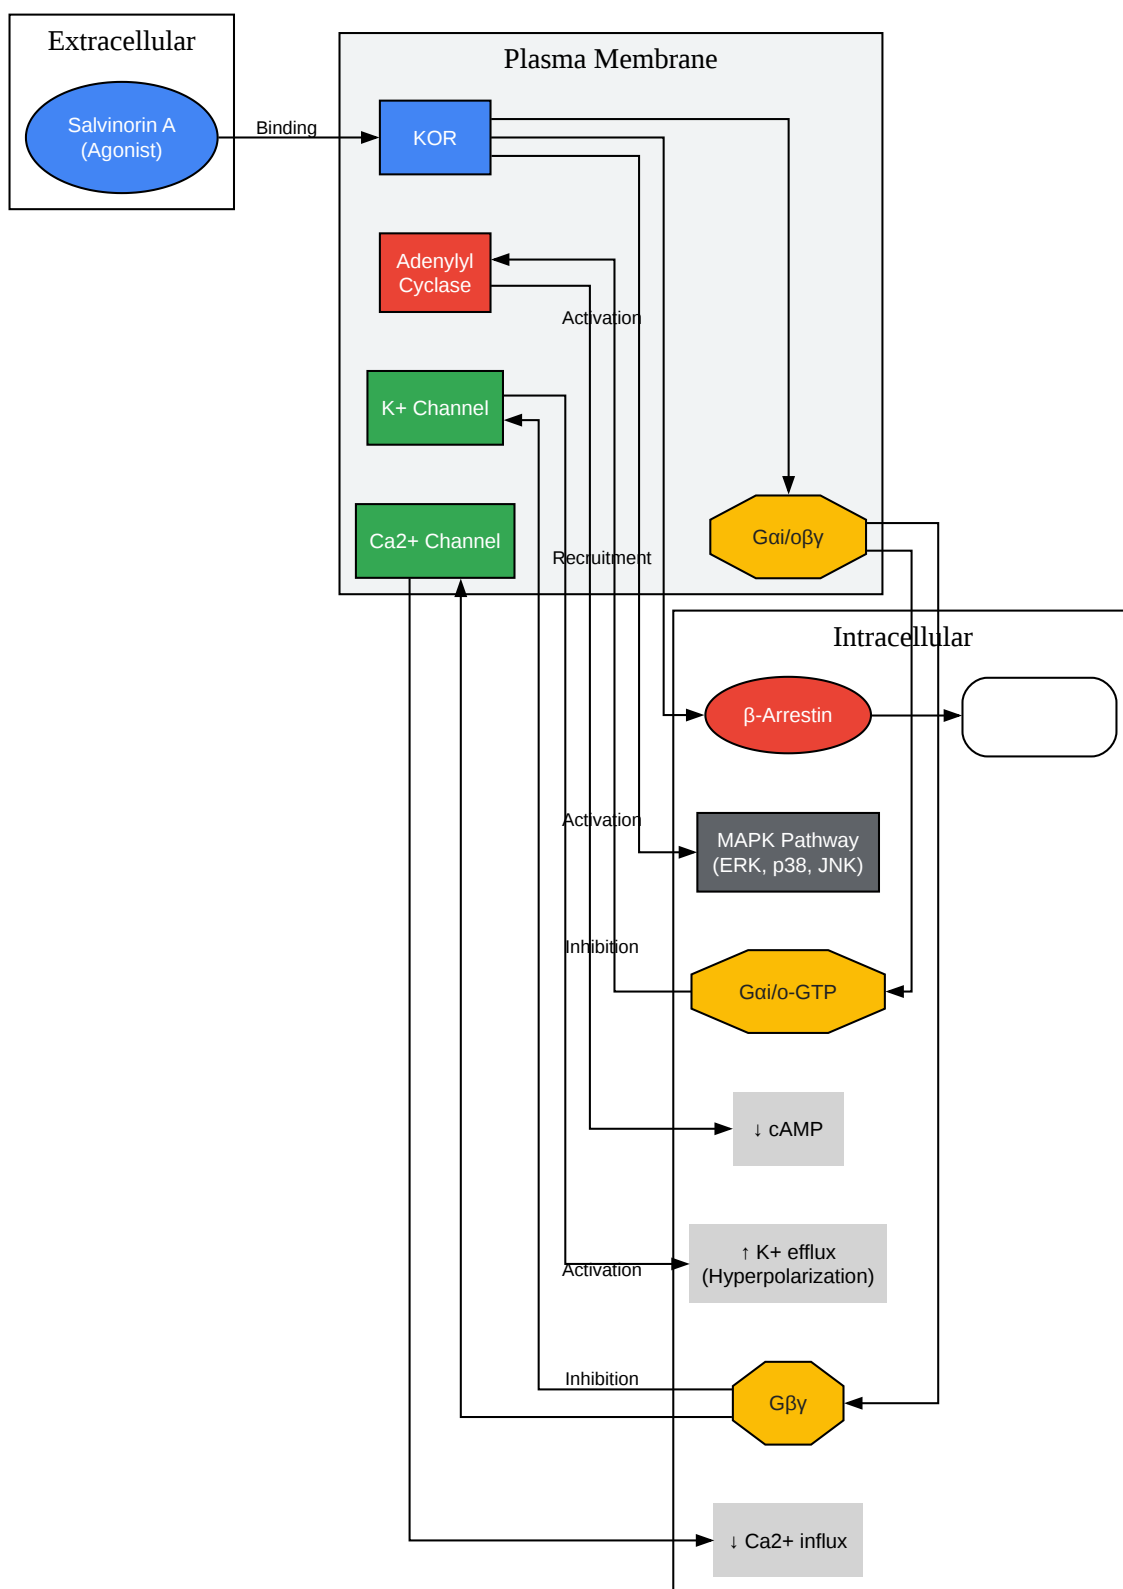 Extracellular
Plasma Membrane
Salvinorin A
(Agonist)
Binding
KOR
Adenylyl
Cyclase
Activation
K+ Channel
Ca2+ Channel
Gαi/oβγ
Recruitment
Intracellular
β-Arrestin
Activation
MAPK Pathway
(ERK, p38, JNK)
Inhibition
Gαi/o-GTP
↓ cAMP
↑ K+ efflux
(Hyperpolarization)
Activation
Inhibition
Gβγ
↓ Ca2+ influx